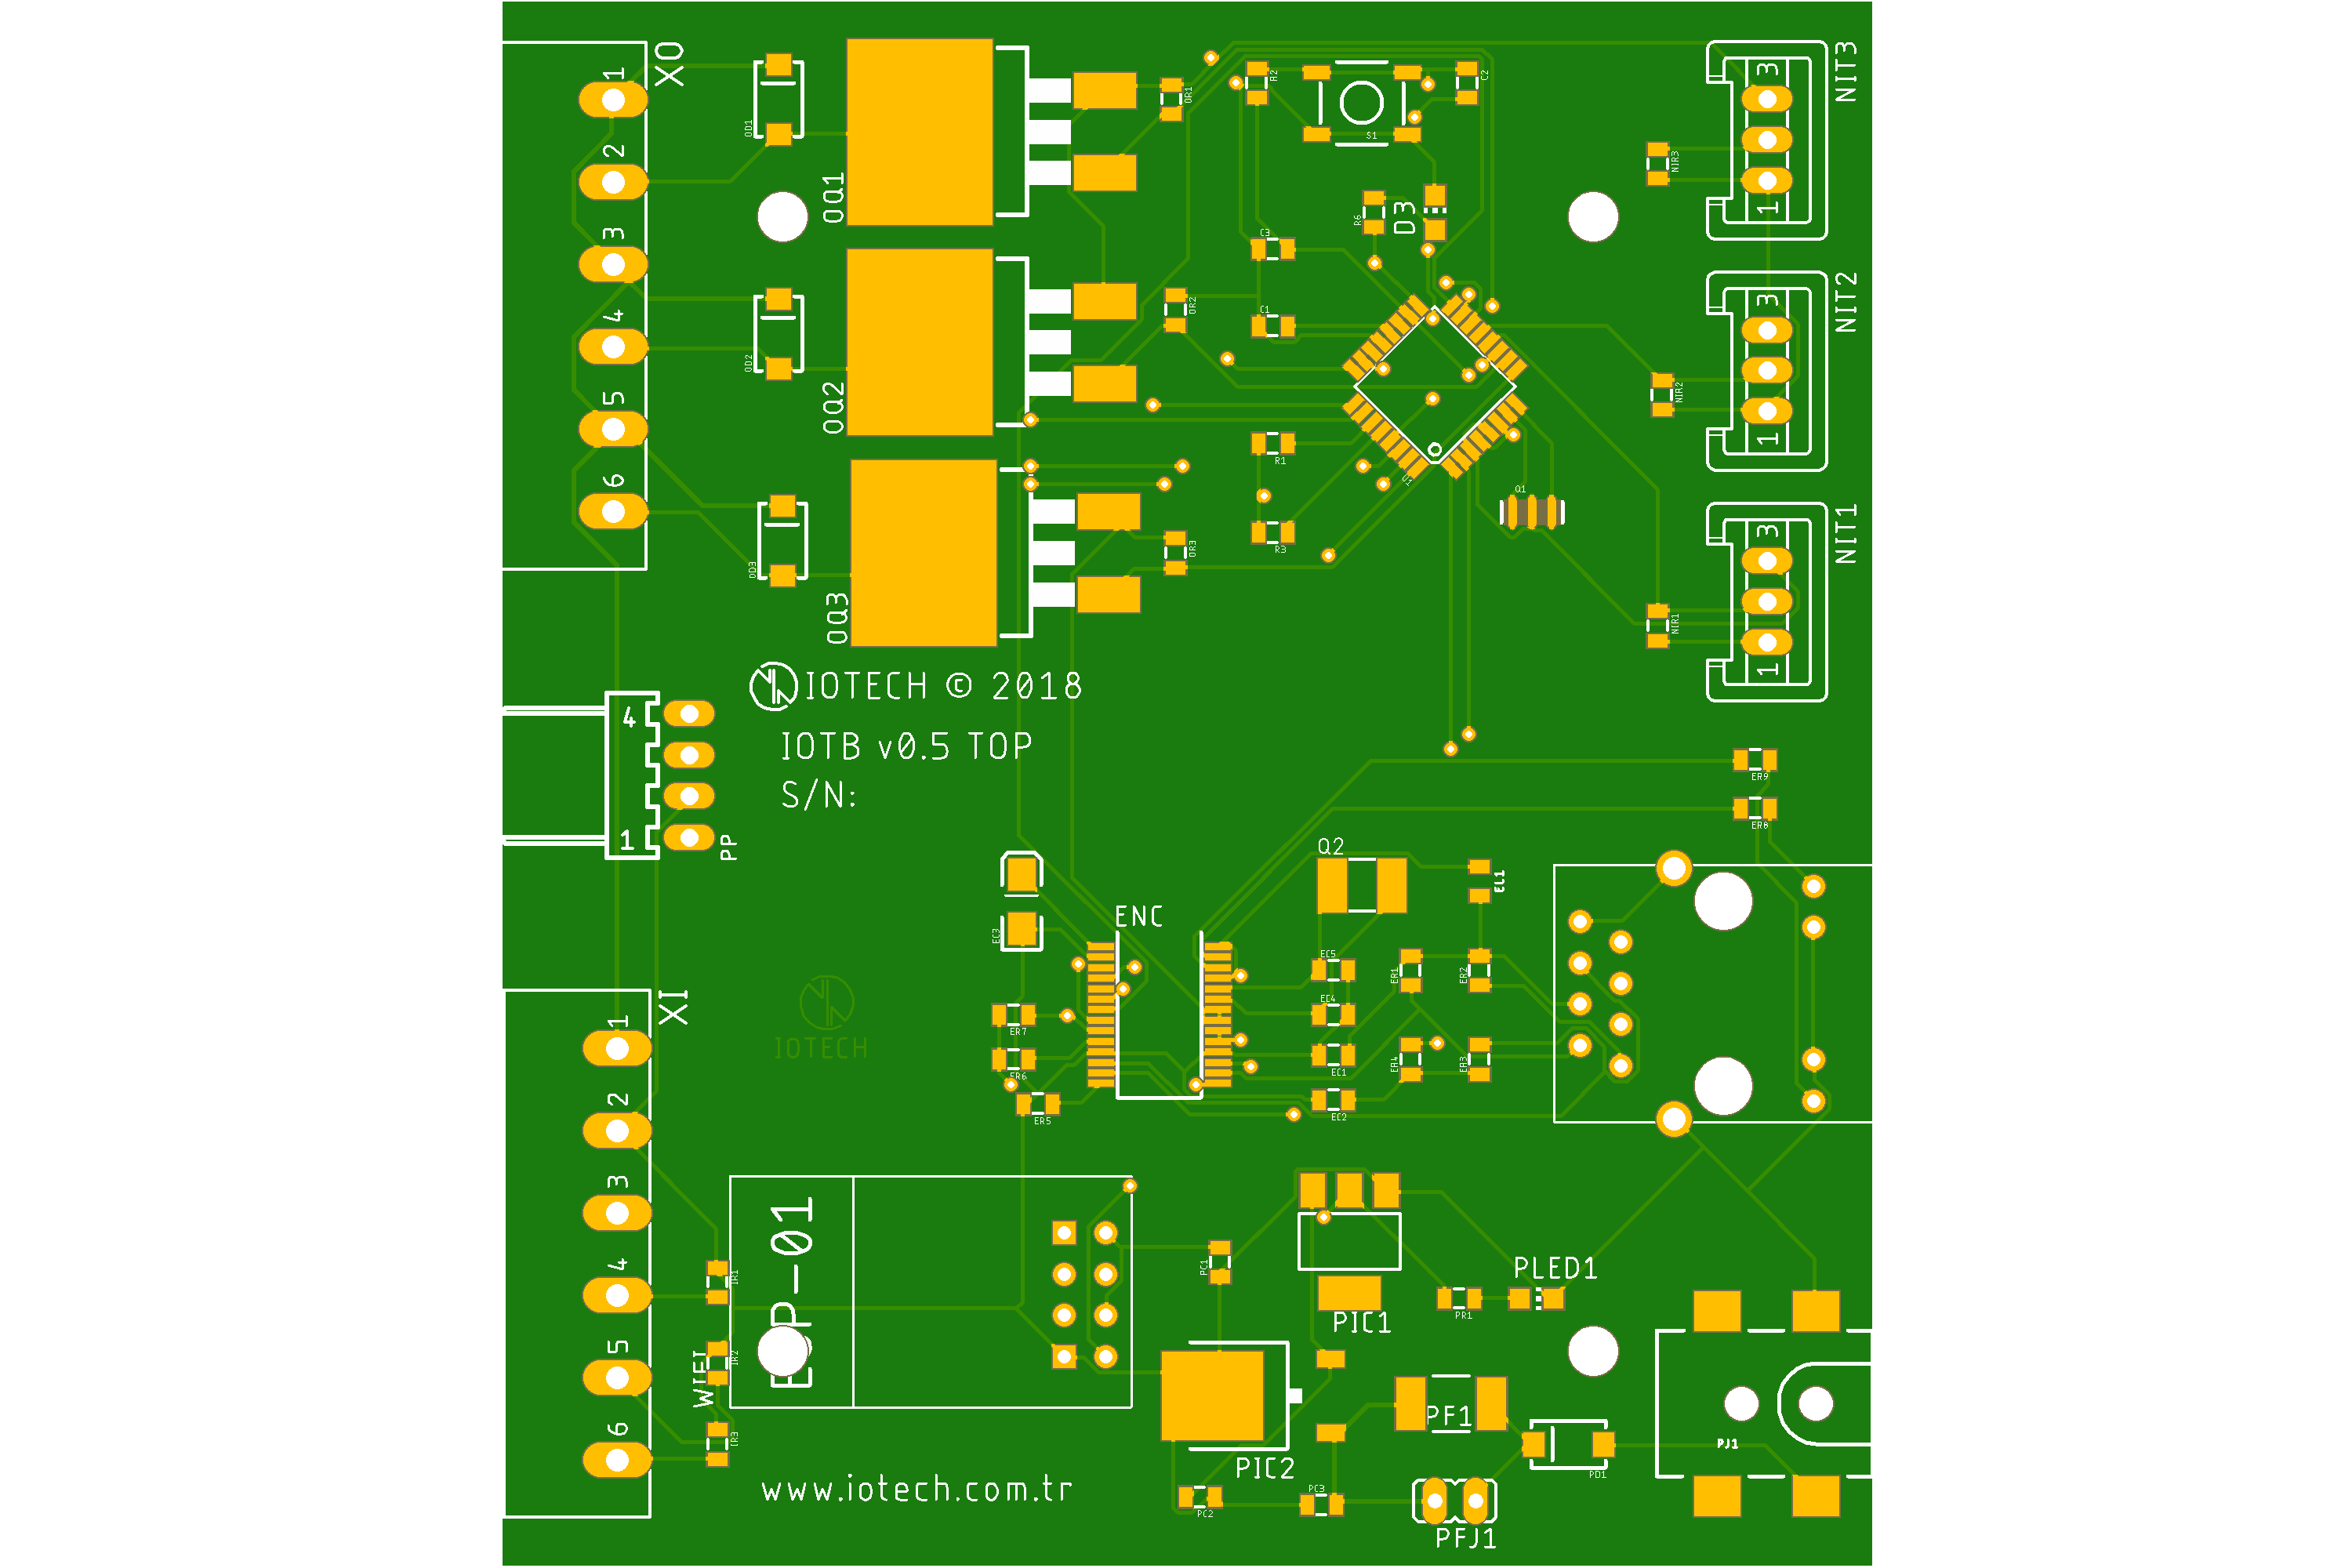 XO
1
2
3
4
5
6
OD1
OD2
OD3
OQ1
OQ2
OQ3
OR1
OR2
OR3
R2
S1
C2
R6
D3
C3
C1
R1
R3
Q1
NIT3
3
1
NIR3
NIT2
3
1
NIR2
NIT1
3
1
NIR1
IOTECH © 2018
IOTB v0.5 TOP
S/N:
4
1
PP
ER9
ER8
Q2
EL1
ENC
EC3
EC5
EC4
EC1
EC2
ER1
ER2
ER4
ER3
ER7
ER6
ER5
IOTECH
XI
1
2
3
4
5
6
IR1
IR2
IR3
PC1
PIC1
PLED1
PR1
PIC2
PF1
PJ1
PD1
PC2
PC3
PFJ1
www.iotech.com.tr